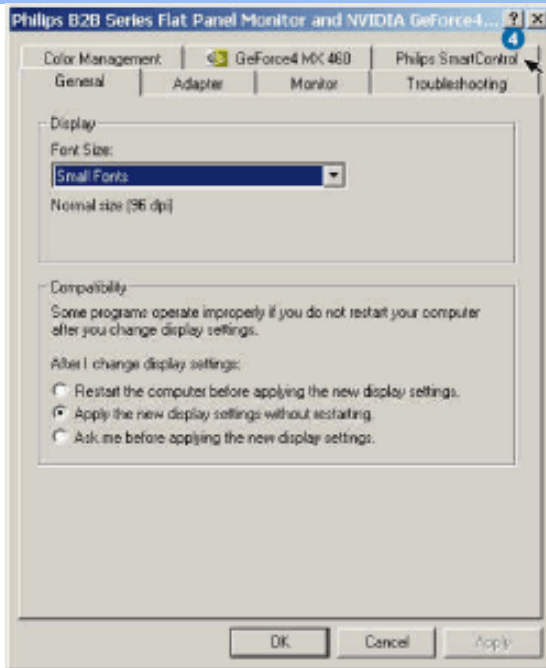 Philips B2B Series Flat Panel Monitor and NVIDIA GeForce4... ? ×
4
Color Management GeForce4 MX 460 Philips SmartControl
General Adapter Monitor Troubleshooting
Display
Font Size:
Small Fonts
Normal size (96 dpi)
Compatibility
Some programs operate improperly if you do not restart your computer
after you change display settings.
After I change display settings:
Restart the computer before applying the new display settings.
Apply the new display settings without restarting.
Ask me before applying the new display settings.
OK Cancel Apply